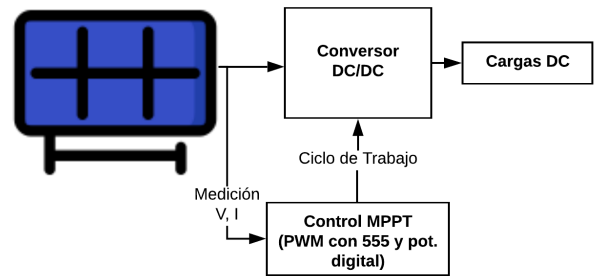 Conversor
DC/DC
Cargas DC
Ciclo de Trabajo
Medición
V, I
Control MPPT
(PWM con 555 y pot.
digital)